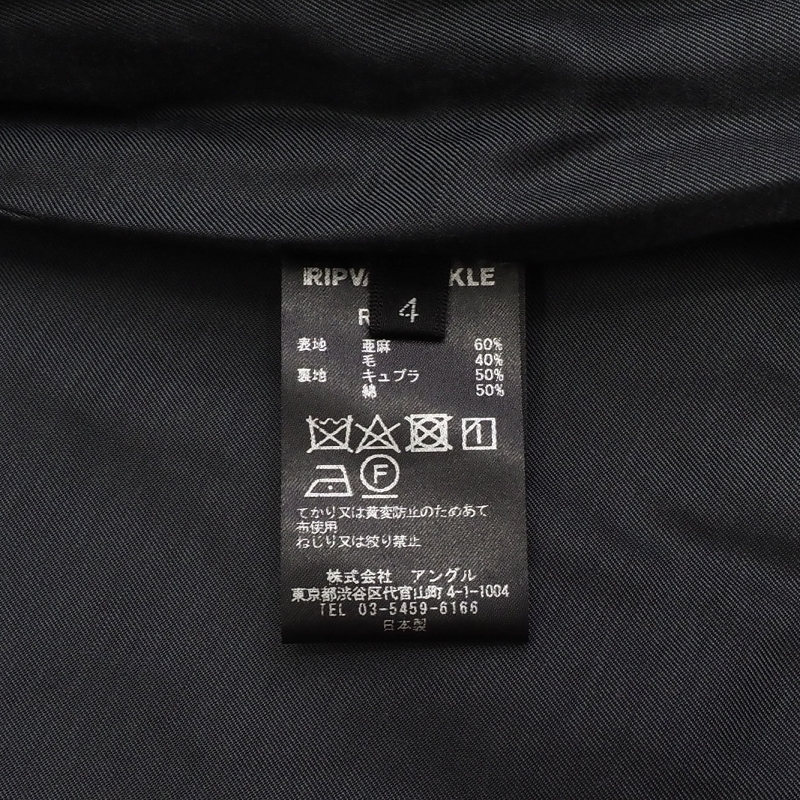 RIPVA KLE
R 4
表地 亜麻 60%
毛 40%
裏地 キュプラ 50%
綿 50%
F
てかり又は黄変防止のためあて
布使用
ねじり又は絞り禁止
株式会社 アングル
東京都渋谷区代官山町4-1-1004
TEL 03-5459-6166
日本製